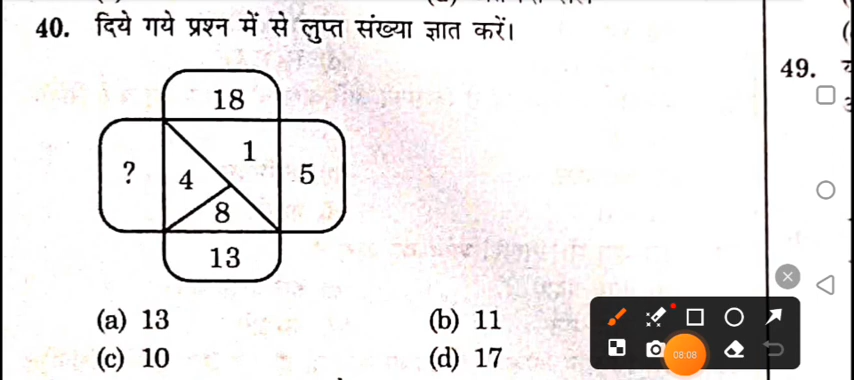 40. दिये गये प्रश्न में से लुप्त संख्या ज्ञात करें।
49.
18
1
? 4 5
8
13
(a) 13 (b) 11
(c) 10 (d) 17
08:08